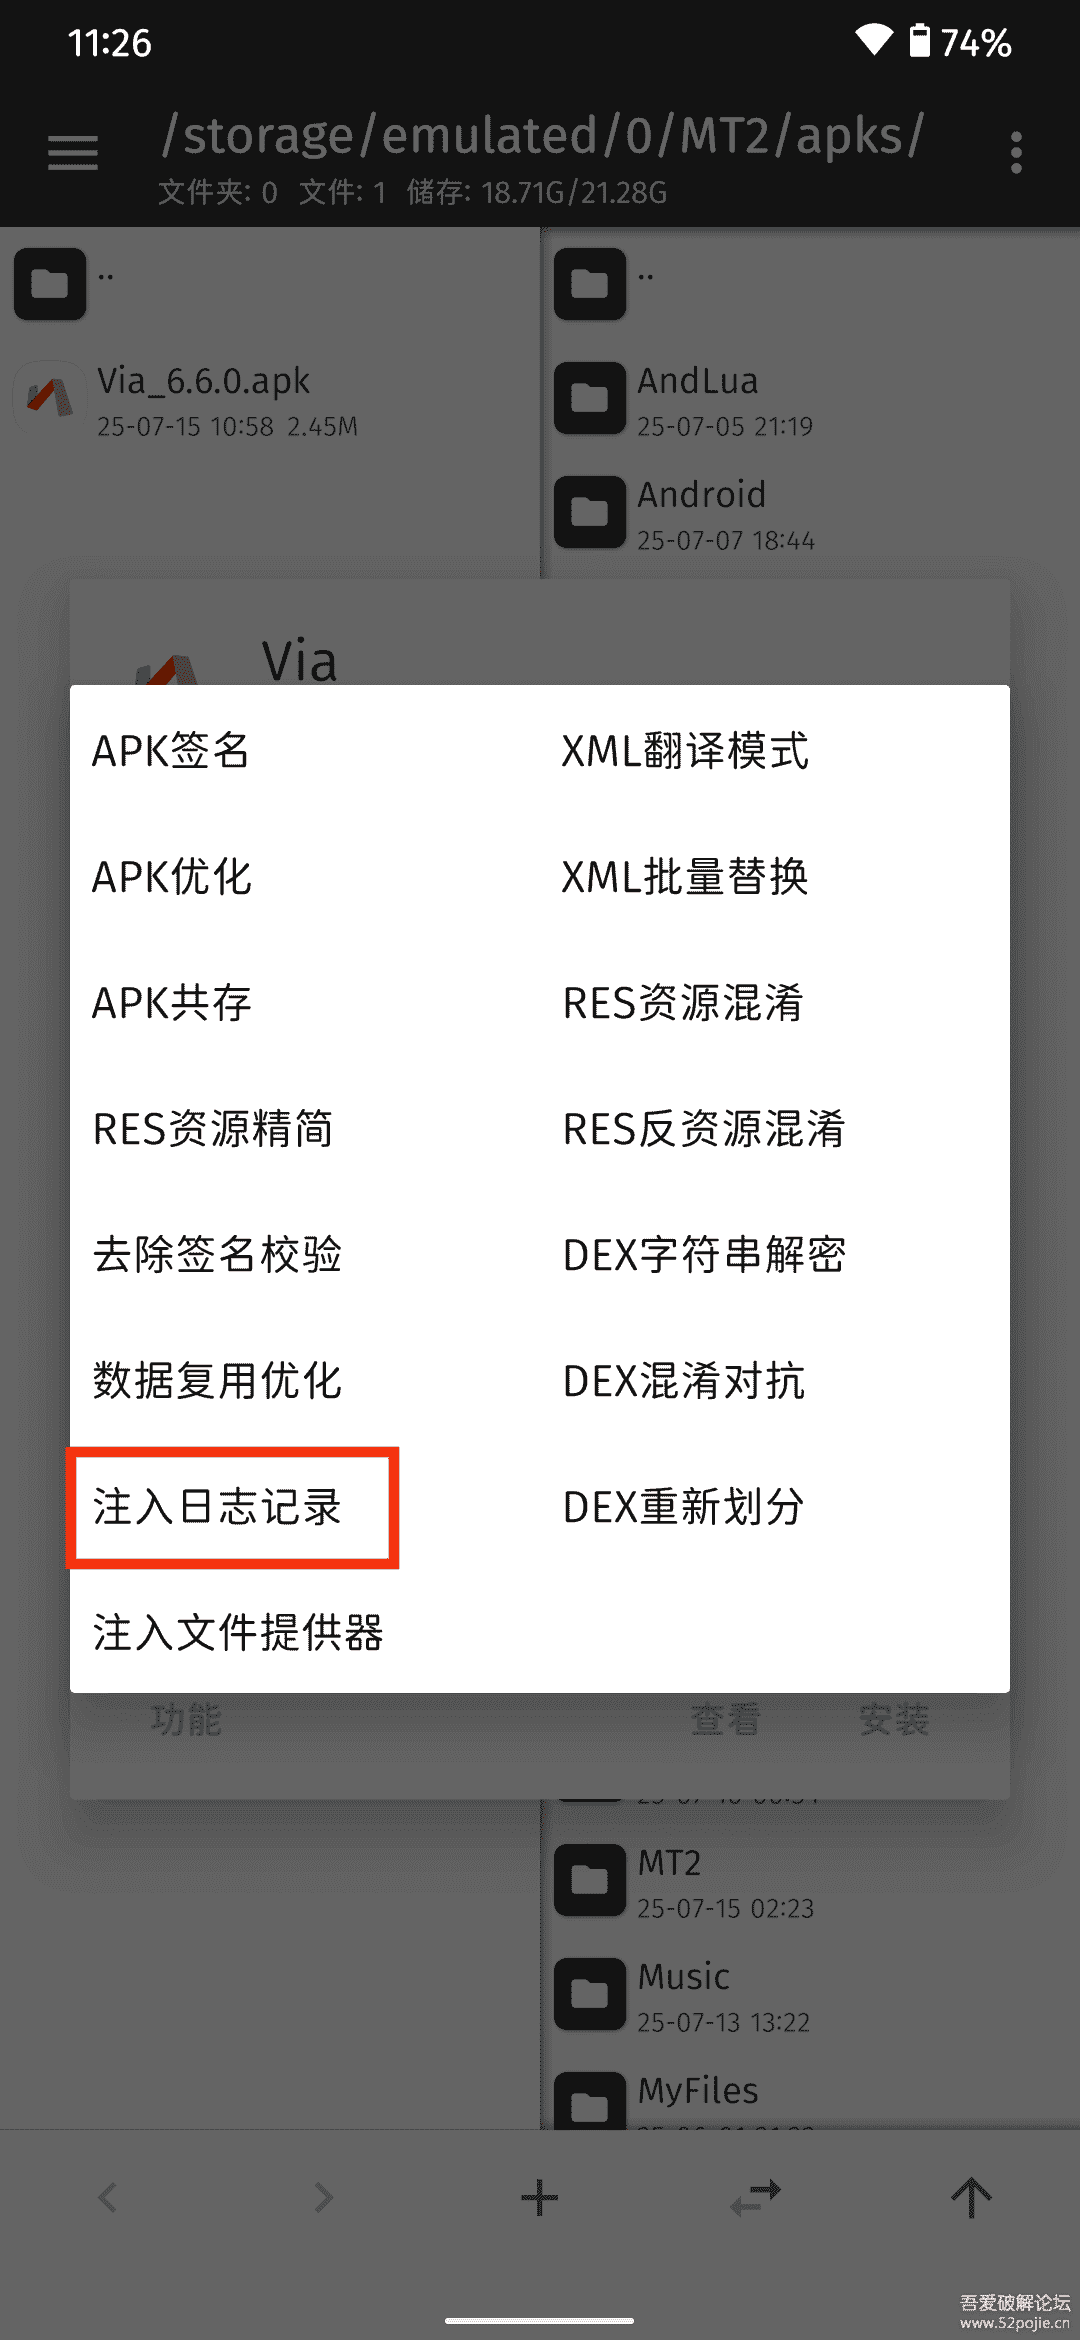 11:26
74%
/storage/emulated/0/MT2/apks/
文件夹: 0 文件: 1 储存: 18.71G/21.28G
..
..
Via_6.6.0.apk
25-07-15 10:58 2.45M
AndLua
25-07-05 21:19
Android
25-07-07 18:44
Via
APK签名
XML翻译模式
APK优化
XML批量替换
APK共存
RES资源混淆
RES资源精简
RES反资源混淆
去除签名校验
DEX字符串解密
数据复用优化
DEX混淆对抗
注入日志记录
DEX重新划分
注入文件提供器
功能
查看
安装
MT2
25-07-15 02:23
Music
25-07-13 13:22
MyFiles
吾爱破解论坛
www.52pojie.cn